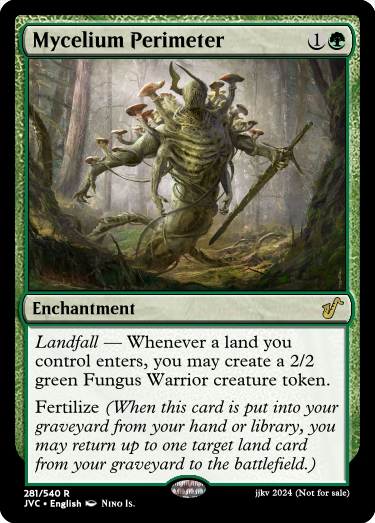 Mycelium Perimeter 1
Enchantment
Landfall — Whenever a land you
control enters, you may create a 2/2
green Fungus Warrior creature token.
Fertilize (When this card is put into your
graveyard from your hand or library, you
may return up to one target land card
from your graveyard to the battlefield.)
281/540 R
JVC • English Nino Is.
jjkv 2024 (Not for sale)